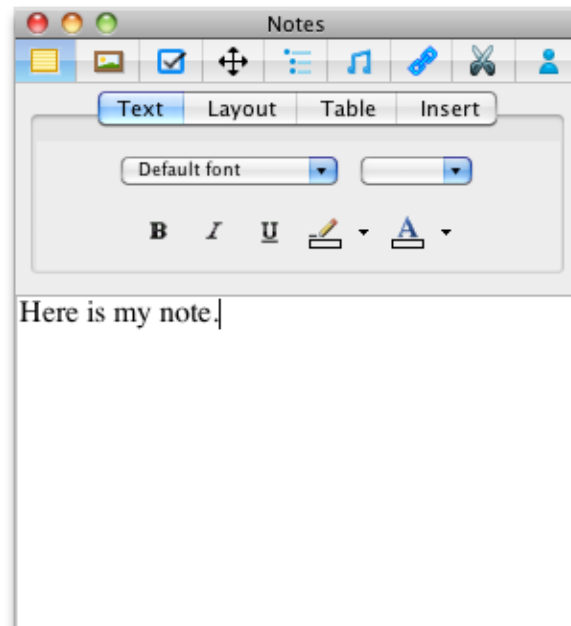 Notes
Text Layout Table Insert
Default font
B I U A
Here is my note.